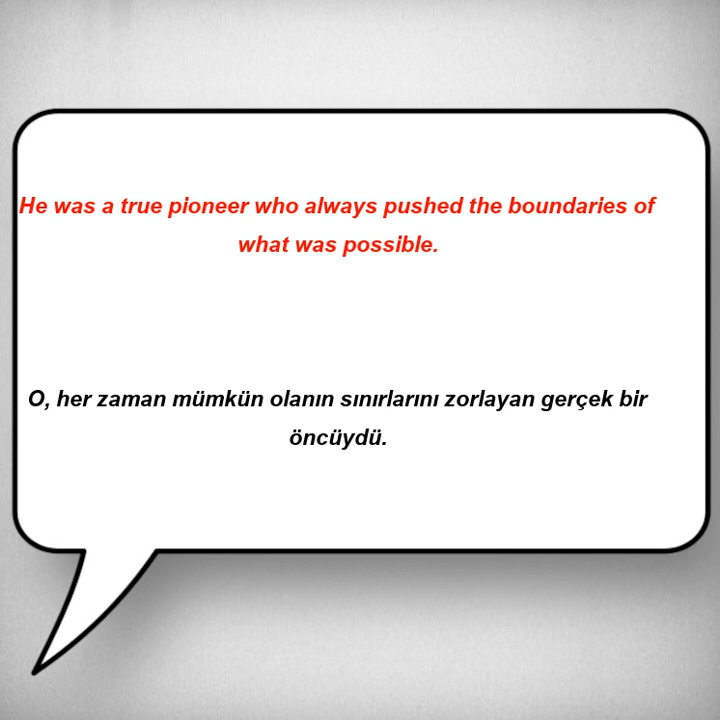 He was a true pioneer who always pushed the boundaries of
what was possible.
O, her zaman mümkün olanın sınırlarını zorlayan gerçek bir
öncüydü.